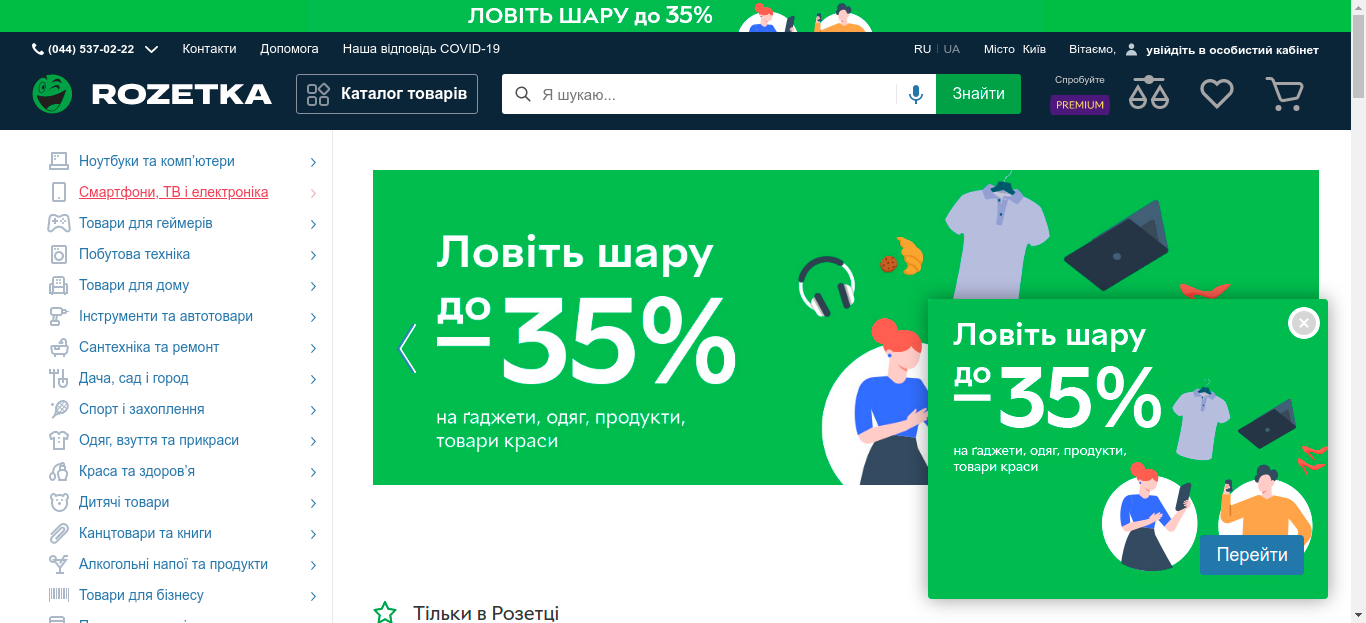 ЛОВІТЬ ШАРУ до 35%
(044) 537-02-22 Контакти Допомога Наша відповідь COVID-19 RU | UA Місто Київ Вітаємо, увійдіть в особистий кабінет
ROZETKA Каталог товарів Я шукаю... Знайти Спробуйте
PREMIUM
Ноутбуки та комп'ютери
Смартфони, ТВ і електроніка
Товари для геймерів
Побутова техніка
Товари для дому
Інструменти та автотовари
Сантехніка та ремонт
Дача, сад і город
Спорт і захоплення
Одяг, взуття та прикраси
Краса та здоров'я
Дитячі товари
Канцтовари та книги
Алкогольні напої та продукти
Товари для бізнесу
Ловіть шару
до
–35%
на ґаджети, одяг, продукти,
товари краси
Ловіть шару
до
–35%
на ґаджети, одяг, продукти,
товари краси
Перейти
Тільки в Розетці